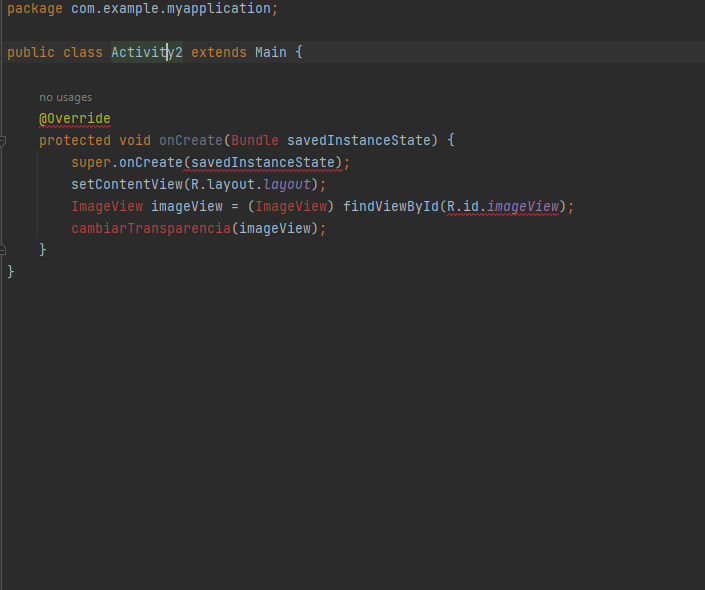 package com.example.myapplication;
public class Activity2 extends Main {
no usages
@Override
protected void onCreate(Bundle savedInstanceState) {
super.onCreate(savedInstanceState);
setContentView(R.layout.layout);
ImageView imageView = (ImageView) findViewById(R.id.imageView);
cambiarTransparencia(imageView);
}
}